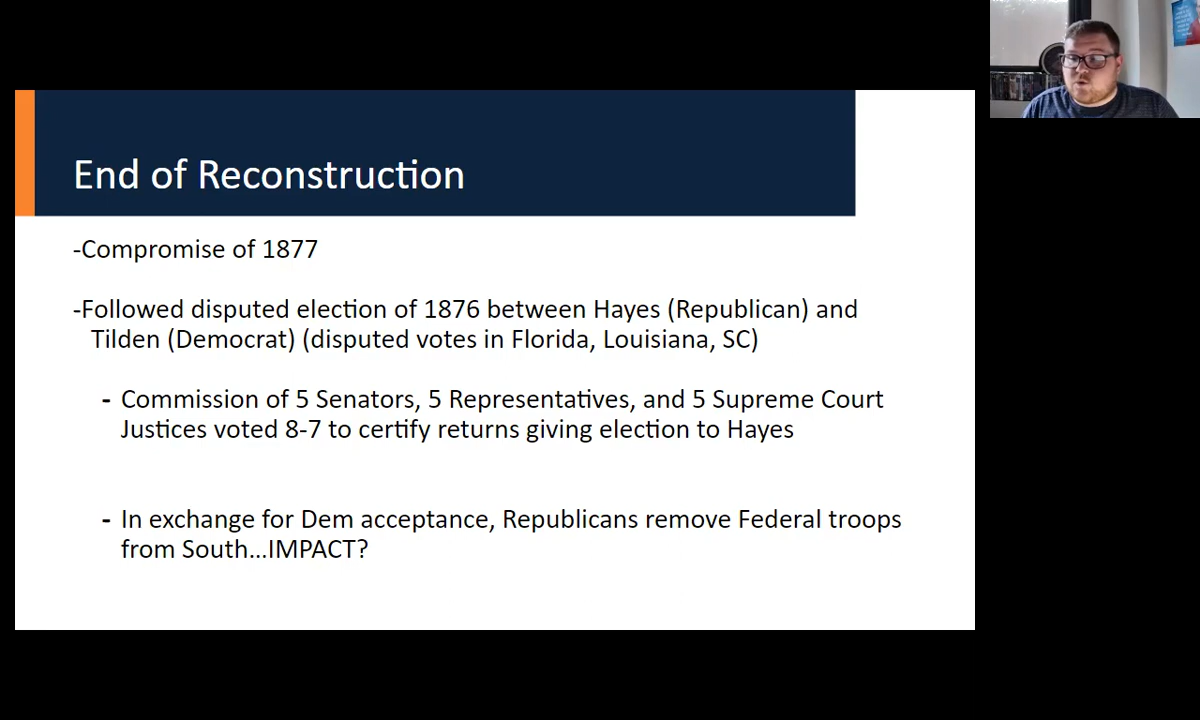 End of Reconstruction
-Compromise of 1877
-Followed disputed election of 1876 between Hayes (Republican) and
Tilden (Democrat) (disputed votes in Florida, Louisiana, SC)
- Commission of 5 Senators, 5 Representatives, and 5 Supreme Court
Justices voted 8-7 to certify returns giving election to Hayes
- In exchange for Dem acceptance, Republicans remove Federal troops
from South...IMPACT?